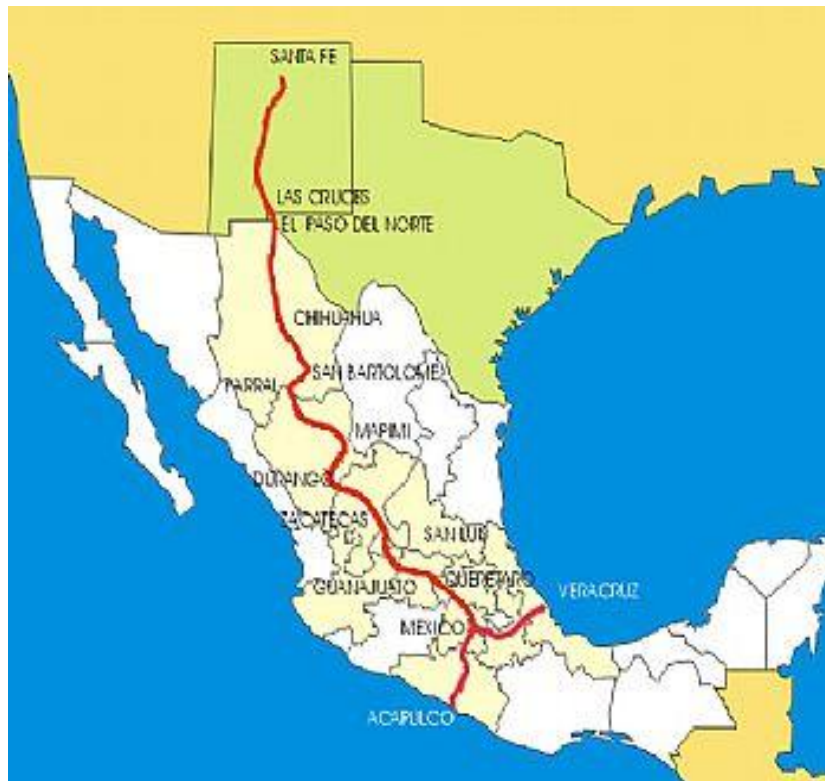 SANTA FE
LAS CRUCES
EL PASO DEL NORTE
CHIHUAHUA
SAN BARTOLOME
PARRAL
MAPIMI
DURANGO
ZACATECAS
SAN LUIS
GUANAJUATO
QUERETARO
VERACRUZ
MEXICO
ACAPULCO